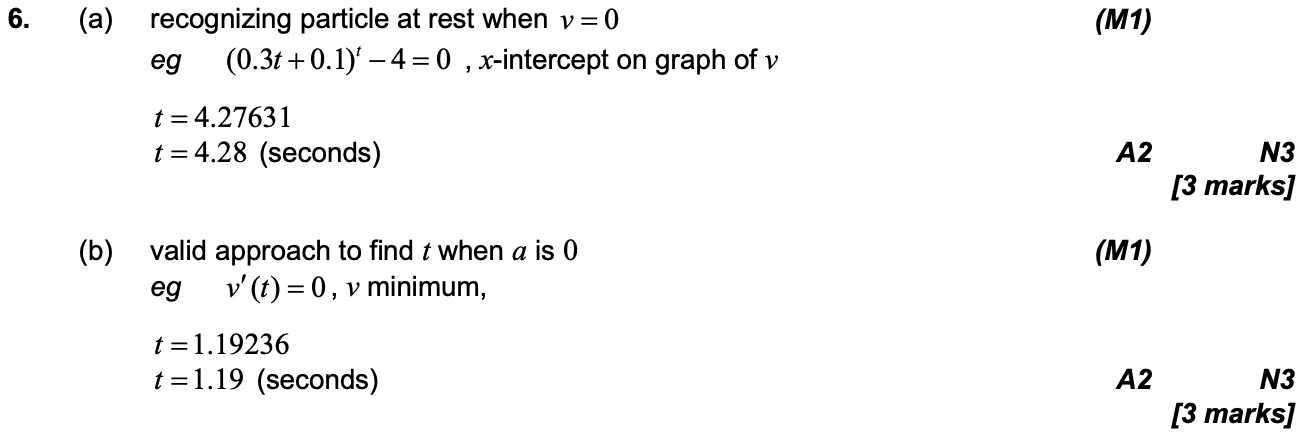 6. (a) recognizing particle at rest when v = 0 (M1)
eg (0.3t + 0.1)^t − 4 = 0 , x-intercept on graph of v
t = 4.27631
t = 4.28 (seconds) A2 N3
[3 marks]
(b) valid approach to find t when a is 0 (M1)
eg v′(t) = 0 , v minimum,
t = 1.19236
t = 1.19 (seconds) A2 N3
[3 marks]